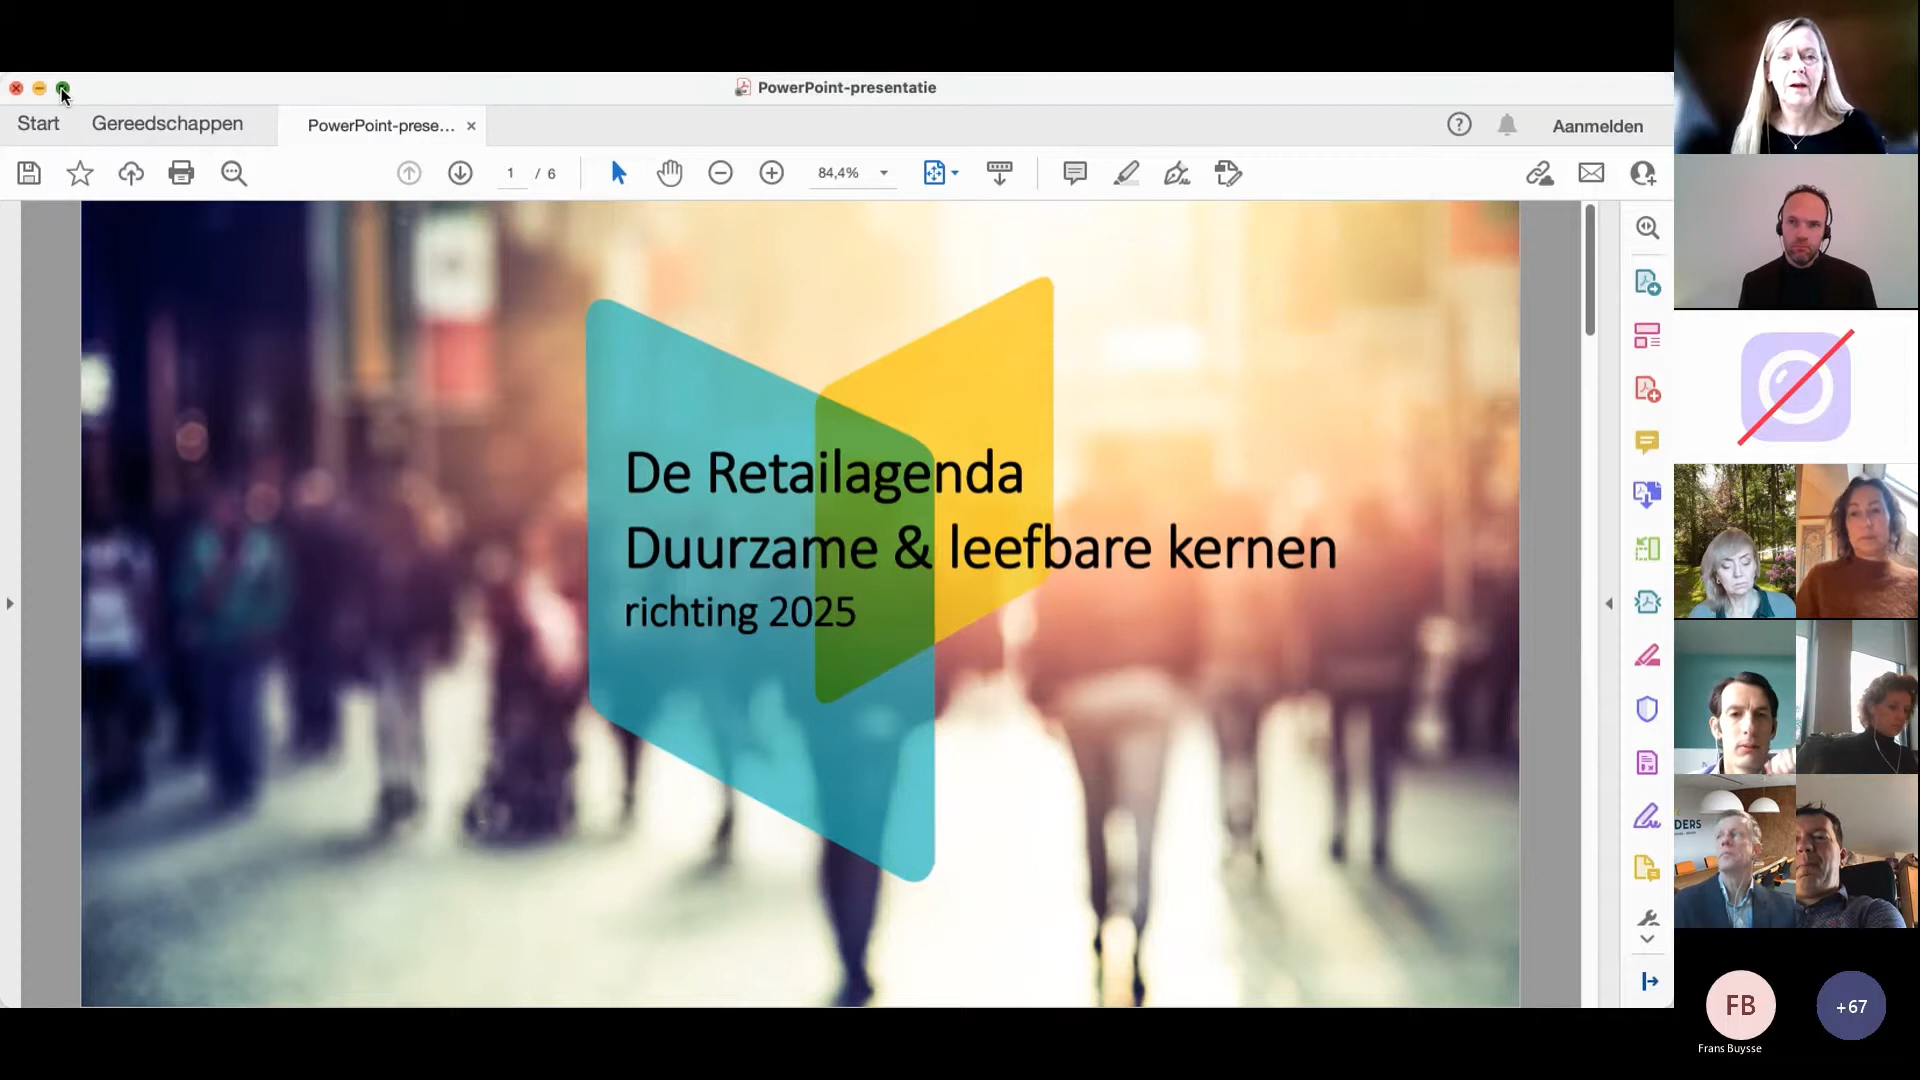 PowerPoint-presentatie
Start
Gereedschappen
PowerPoint-prese...
Aanmelden
1 / 6
84,4%
De Retailagenda
Duurzame & leefbare kernen
richting 2025
DERS
FB
+67
Frans Buysse